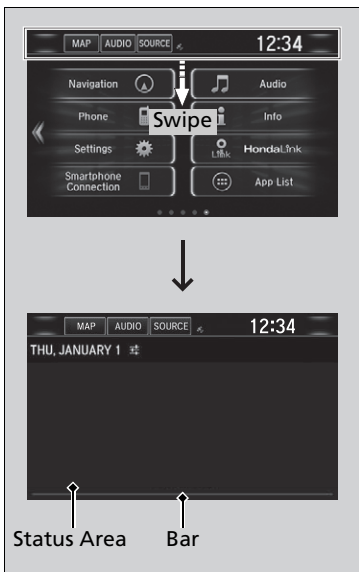 MAP AUDIO SOURCE 12:34
Navigation Audio
Phone Info
Swipe
Settings Link HondaLink
Smartphone
Connection App List
MAP AUDIO SOURCE 12:34
THU, JANUARY 1
Status Area Bar